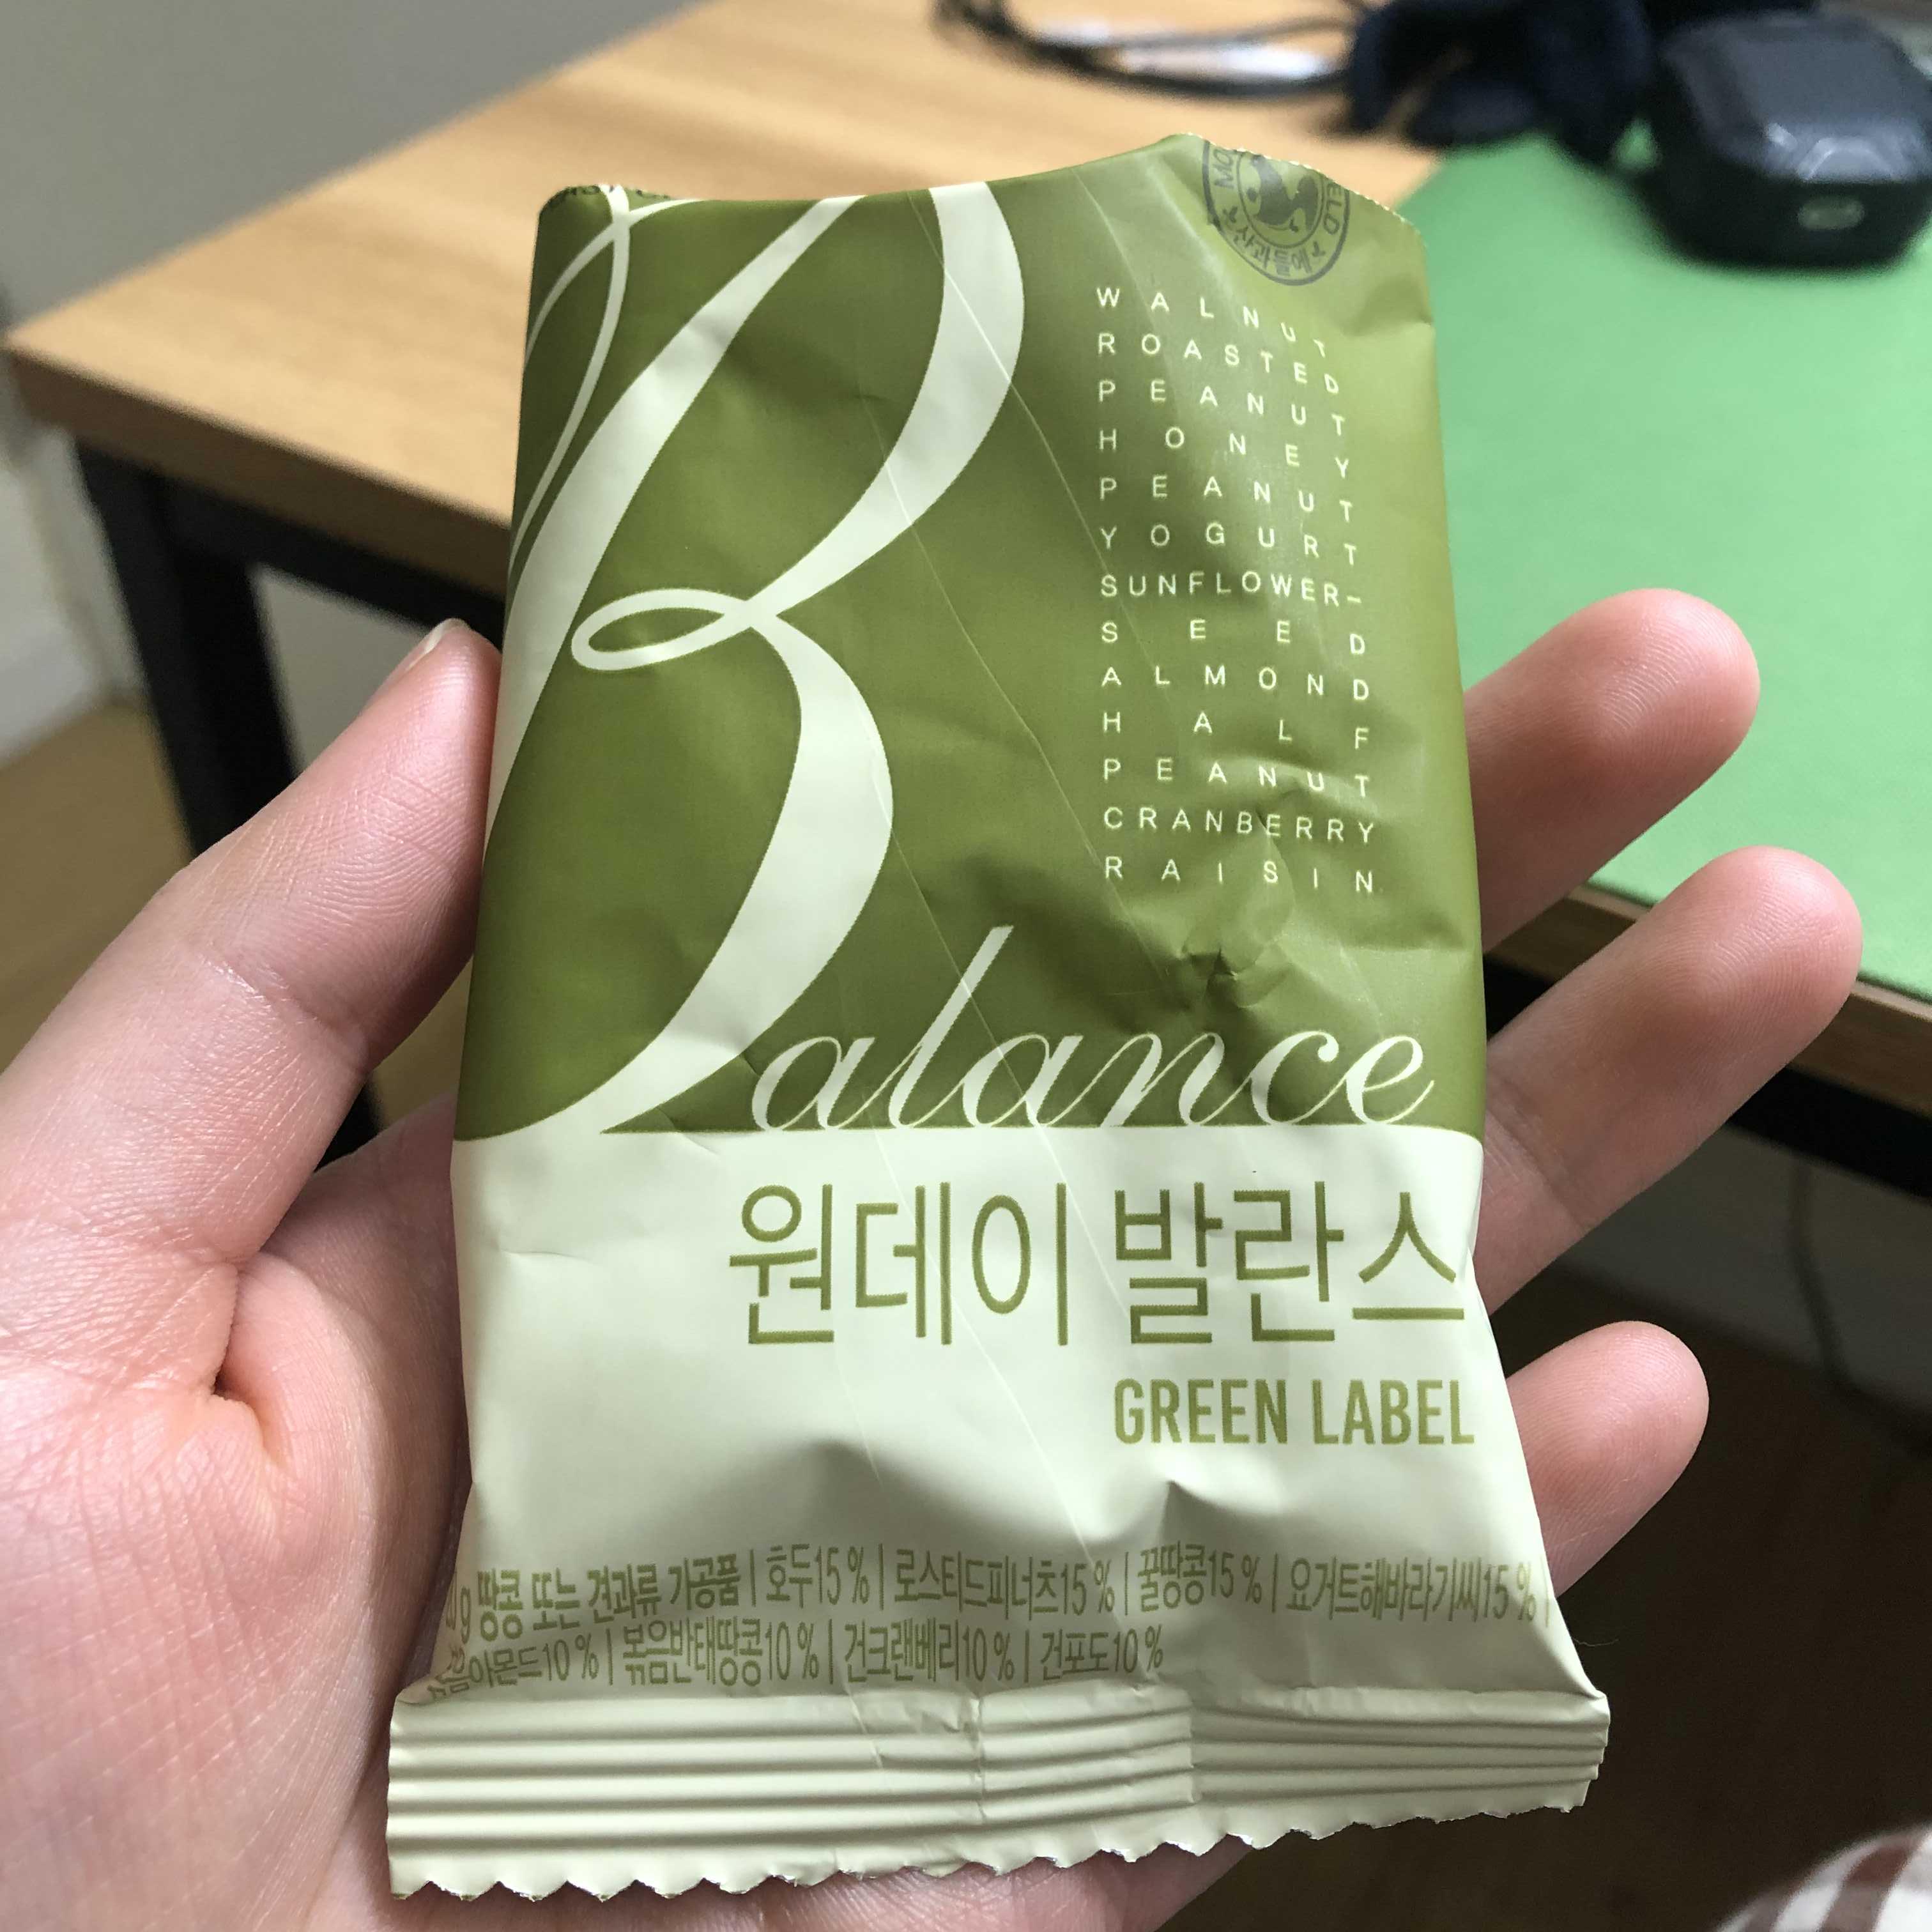 산과들에
WALNUT
ROASTED
PEANUT
HONEY
PEANUT
YOGURT
SUNFLOWER-
SEED
ALMOND
HALF
PEANUT
CRANBERRY
RAISIN
Balance
원데이 발란스
GREEN LABEL
땅콩 또는 견과류 가공품 | 호두15% | 로스티드피너츠15% | 꿀땅콩15% | 요거트해바라기씨15% |
아몬드10% | 볶음반태땅콩10% | 건크랜베리10% | 건포도10%